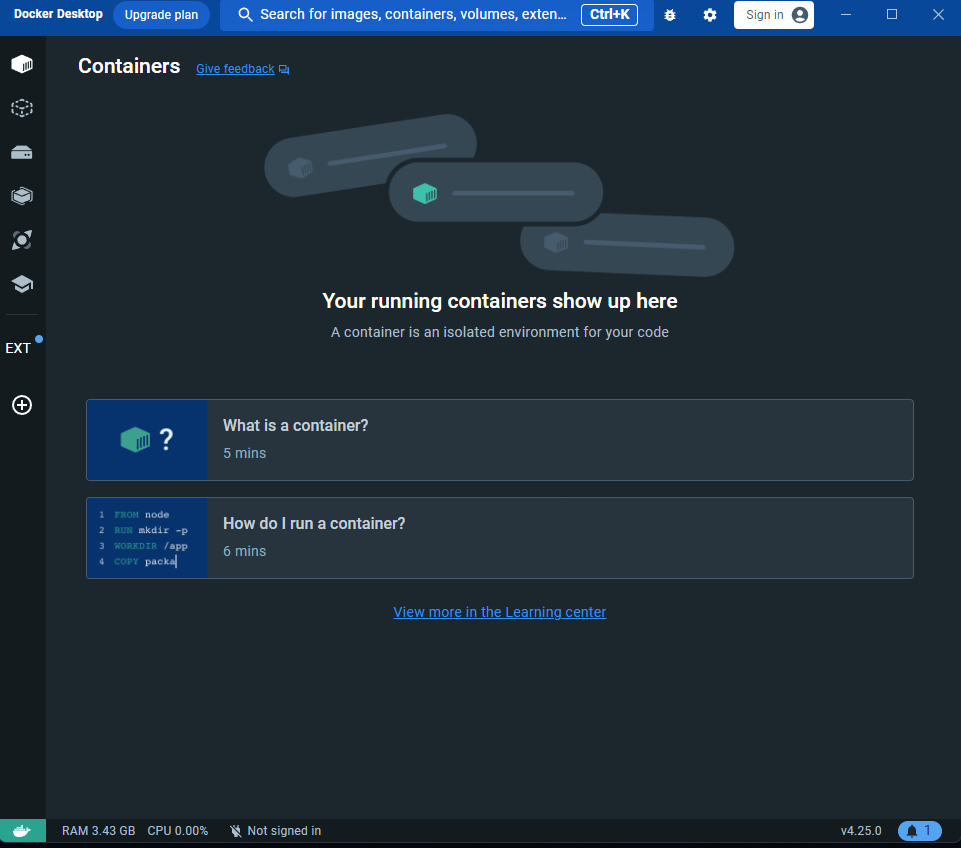 Docker Desktop Upgrade plan Search for images, containers, volumes, exten... Ctrl+K Sign in
Containers Give feedback
Your running containers show up here
A container is an isolated environment for your code
EXT
? What is a container?
5 mins
1 FROM node
2 RUN mkdir -p
3 WORKDIR /app
4 COPY packa
How do I run a container?
6 mins
View more in the Learning center
RAM 3.43 GB CPU 0.00% Not signed in v4.25.0 1